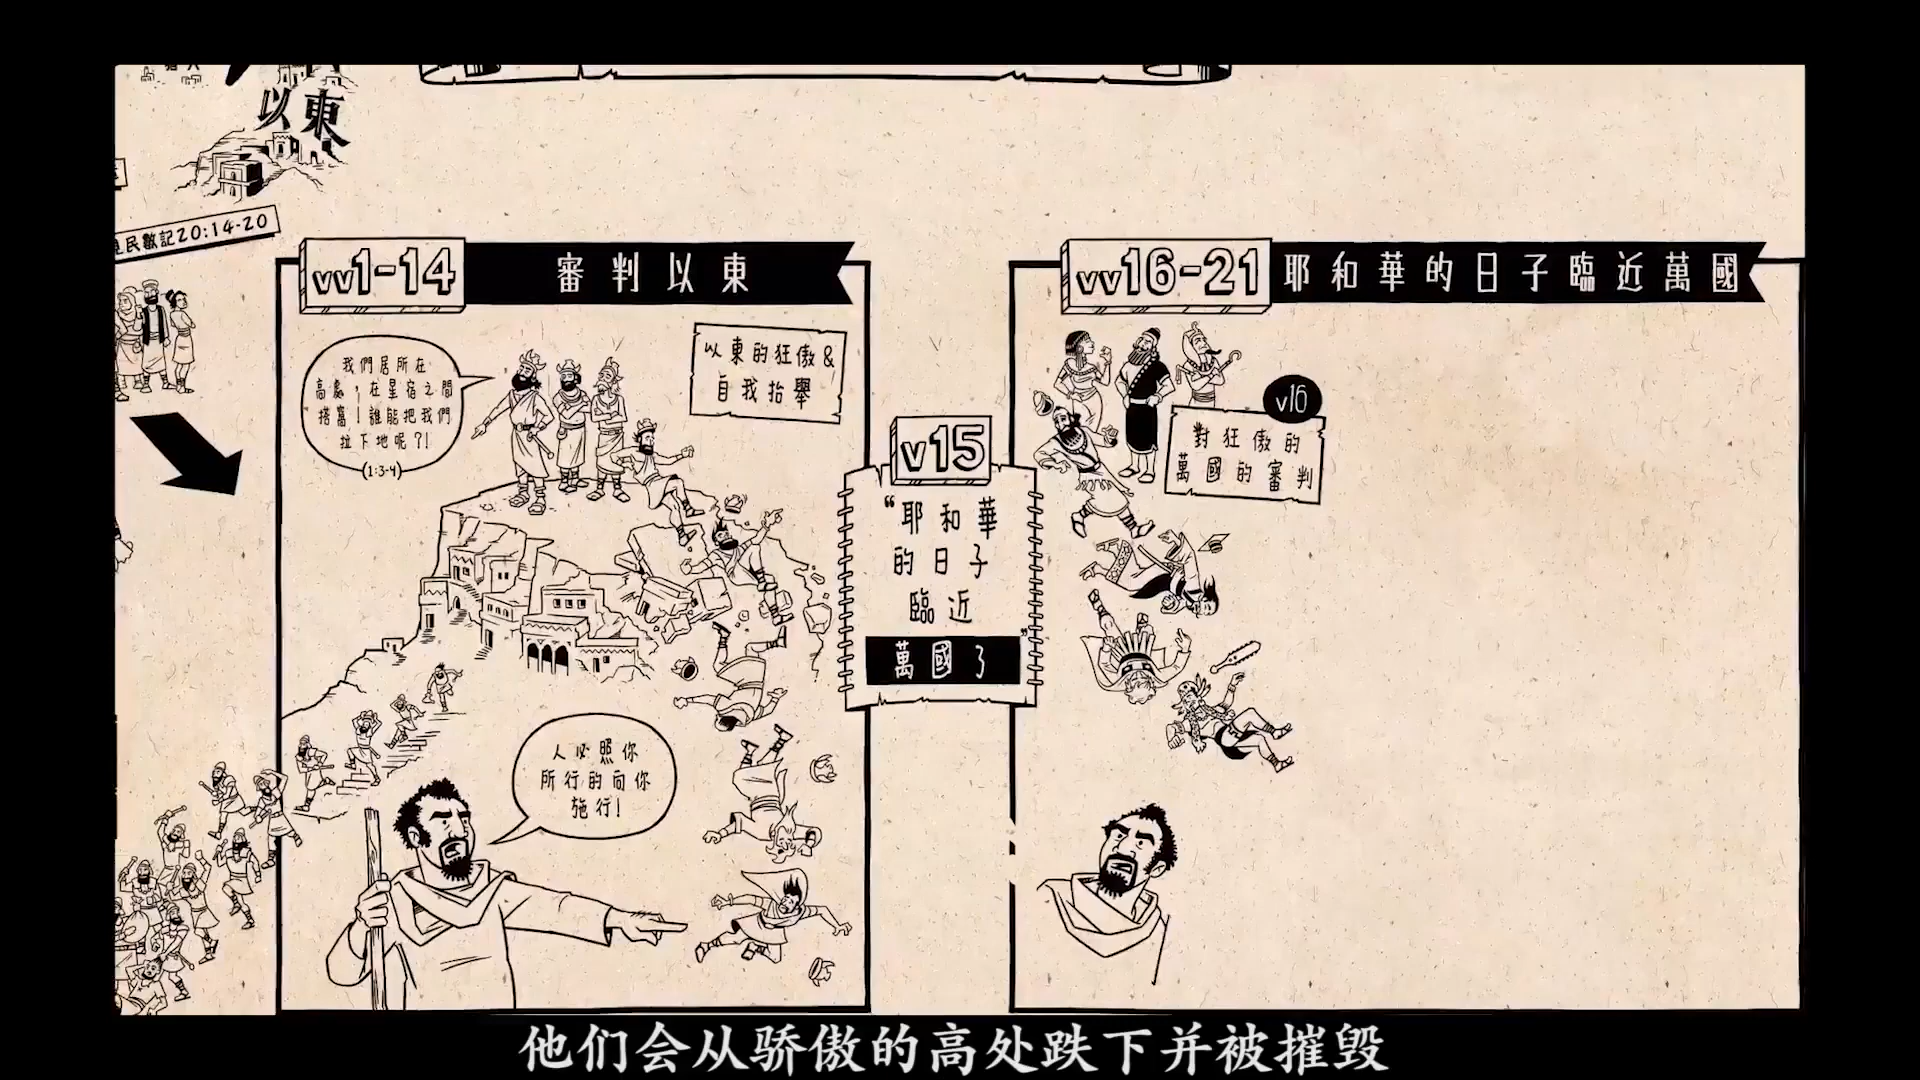 以東
民數記20:14-20
vv1-14
審判以東
我們居所在
高處，在星宿之間
搭窩！誰能把我們
拉下地呢？!
(1:3-4)
以東的狂傲&
自我抬舉
人必照你
所行的向你
施行!
v15
“耶和華
的日子
臨近
萬國了”
vv16-21
耶和華的日子臨近萬國
v16
對狂傲的
萬國的審判
他们会从骄傲的高处跌下并被摧毁